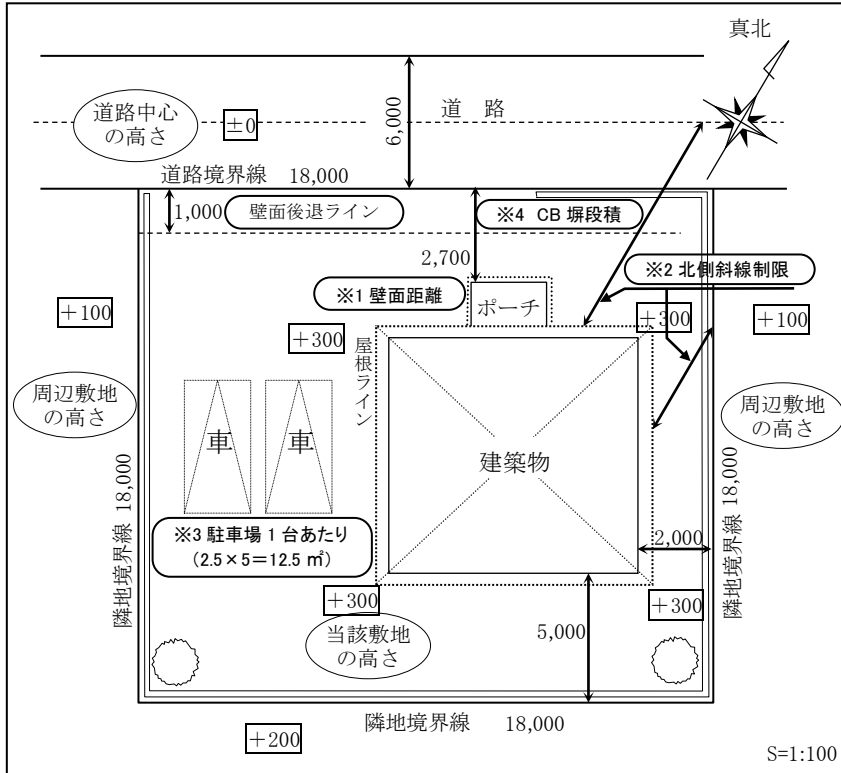 真北
道路中心
の高さ
±0
道 路
6,000
道路境界線 18,000
1,000
壁面後退ライン
※4 CB 塀段積
2,700
※2 北側斜線制限
※1 壁面距離
ポーチ
+100
+300
+300
+100
屋根ライン
周辺敷地
の高さ
周辺敷地
の高さ
車
車
建築物
隣地境界線 18,000
※3 駐車場 1 台あたり
(2.5×5=12.5 ㎡)
2,000
隣地境界線 18,000
+300
+300
当該敷地
の高さ
5,000
隣地境界線 18,000
+200
S=1:100